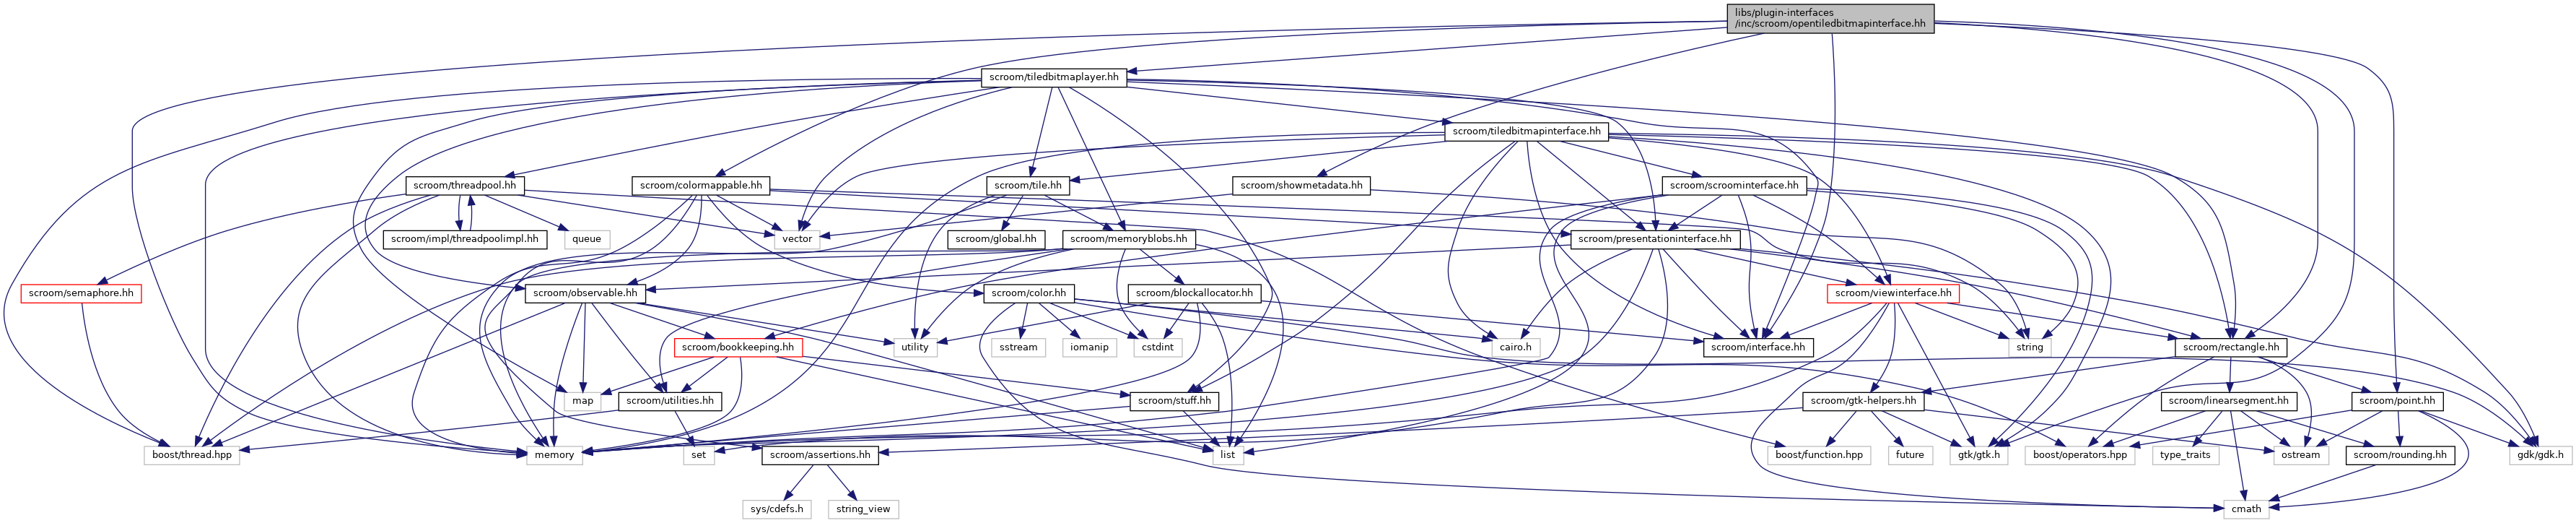 libs/plugin-interfaces
/inc/scroom/opentiledbitmapinterface.hh
scroom/tiledbitmaplayer.hh
scroom/tiledbitmapinterface.hh
scroom/threadpool.hh
scroom/colormappable.hh
scroom/tile.hh
scroom/showmetadata.hh
scroom/scroominterface.hh
scroom/impl/threadpoolimpl.hh
queue
vector
scroom/global.hh
scroom/memoryblobs.hh
scroom/presentationinterface.hh
scroom/semaphore.hh
scroom/observable.hh
scroom/color.hh
scroom/blockallocator.hh
scroom/viewinterface.hh
scroom/bookkeeping.hh
utility
sstream
iomanip
cstdint
cairo.h
scroom/interface.hh
string
scroom/rectangle.hh
map
scroom/utilities.hh
scroom/stuff.hh
scroom/gtk-helpers.hh
scroom/linearsegment.hh
scroom/point.hh
boost/thread.hpp
memory
set
scroom/assertions.hh
list
boost/function.hpp
future
gtk/gtk.h
boost/operators.hpp
type_traits
ostream
scroom/rounding.hh
gdk/gdk.h
sys/cdefs.h
string_view
cmath